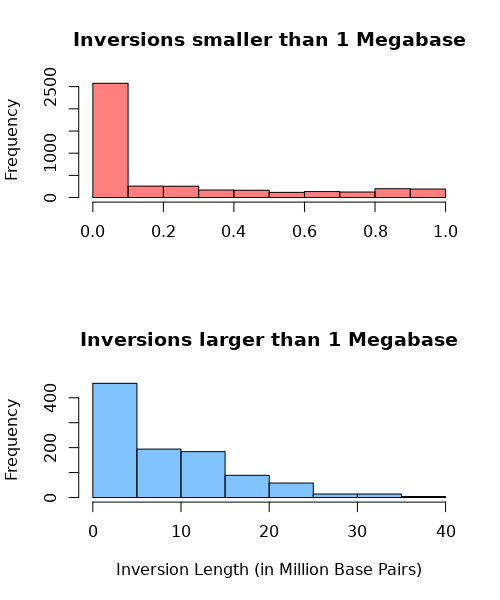 Inversions smaller than 1 Megabase
Frequency
2500
1000
0
0.0 0.2 0.4 0.6 0.8 1.0
Inversions larger than 1 Megabase
Frequency
400
200
0
0 10 20 30 40
Inversion Length (in Million Base Pairs)